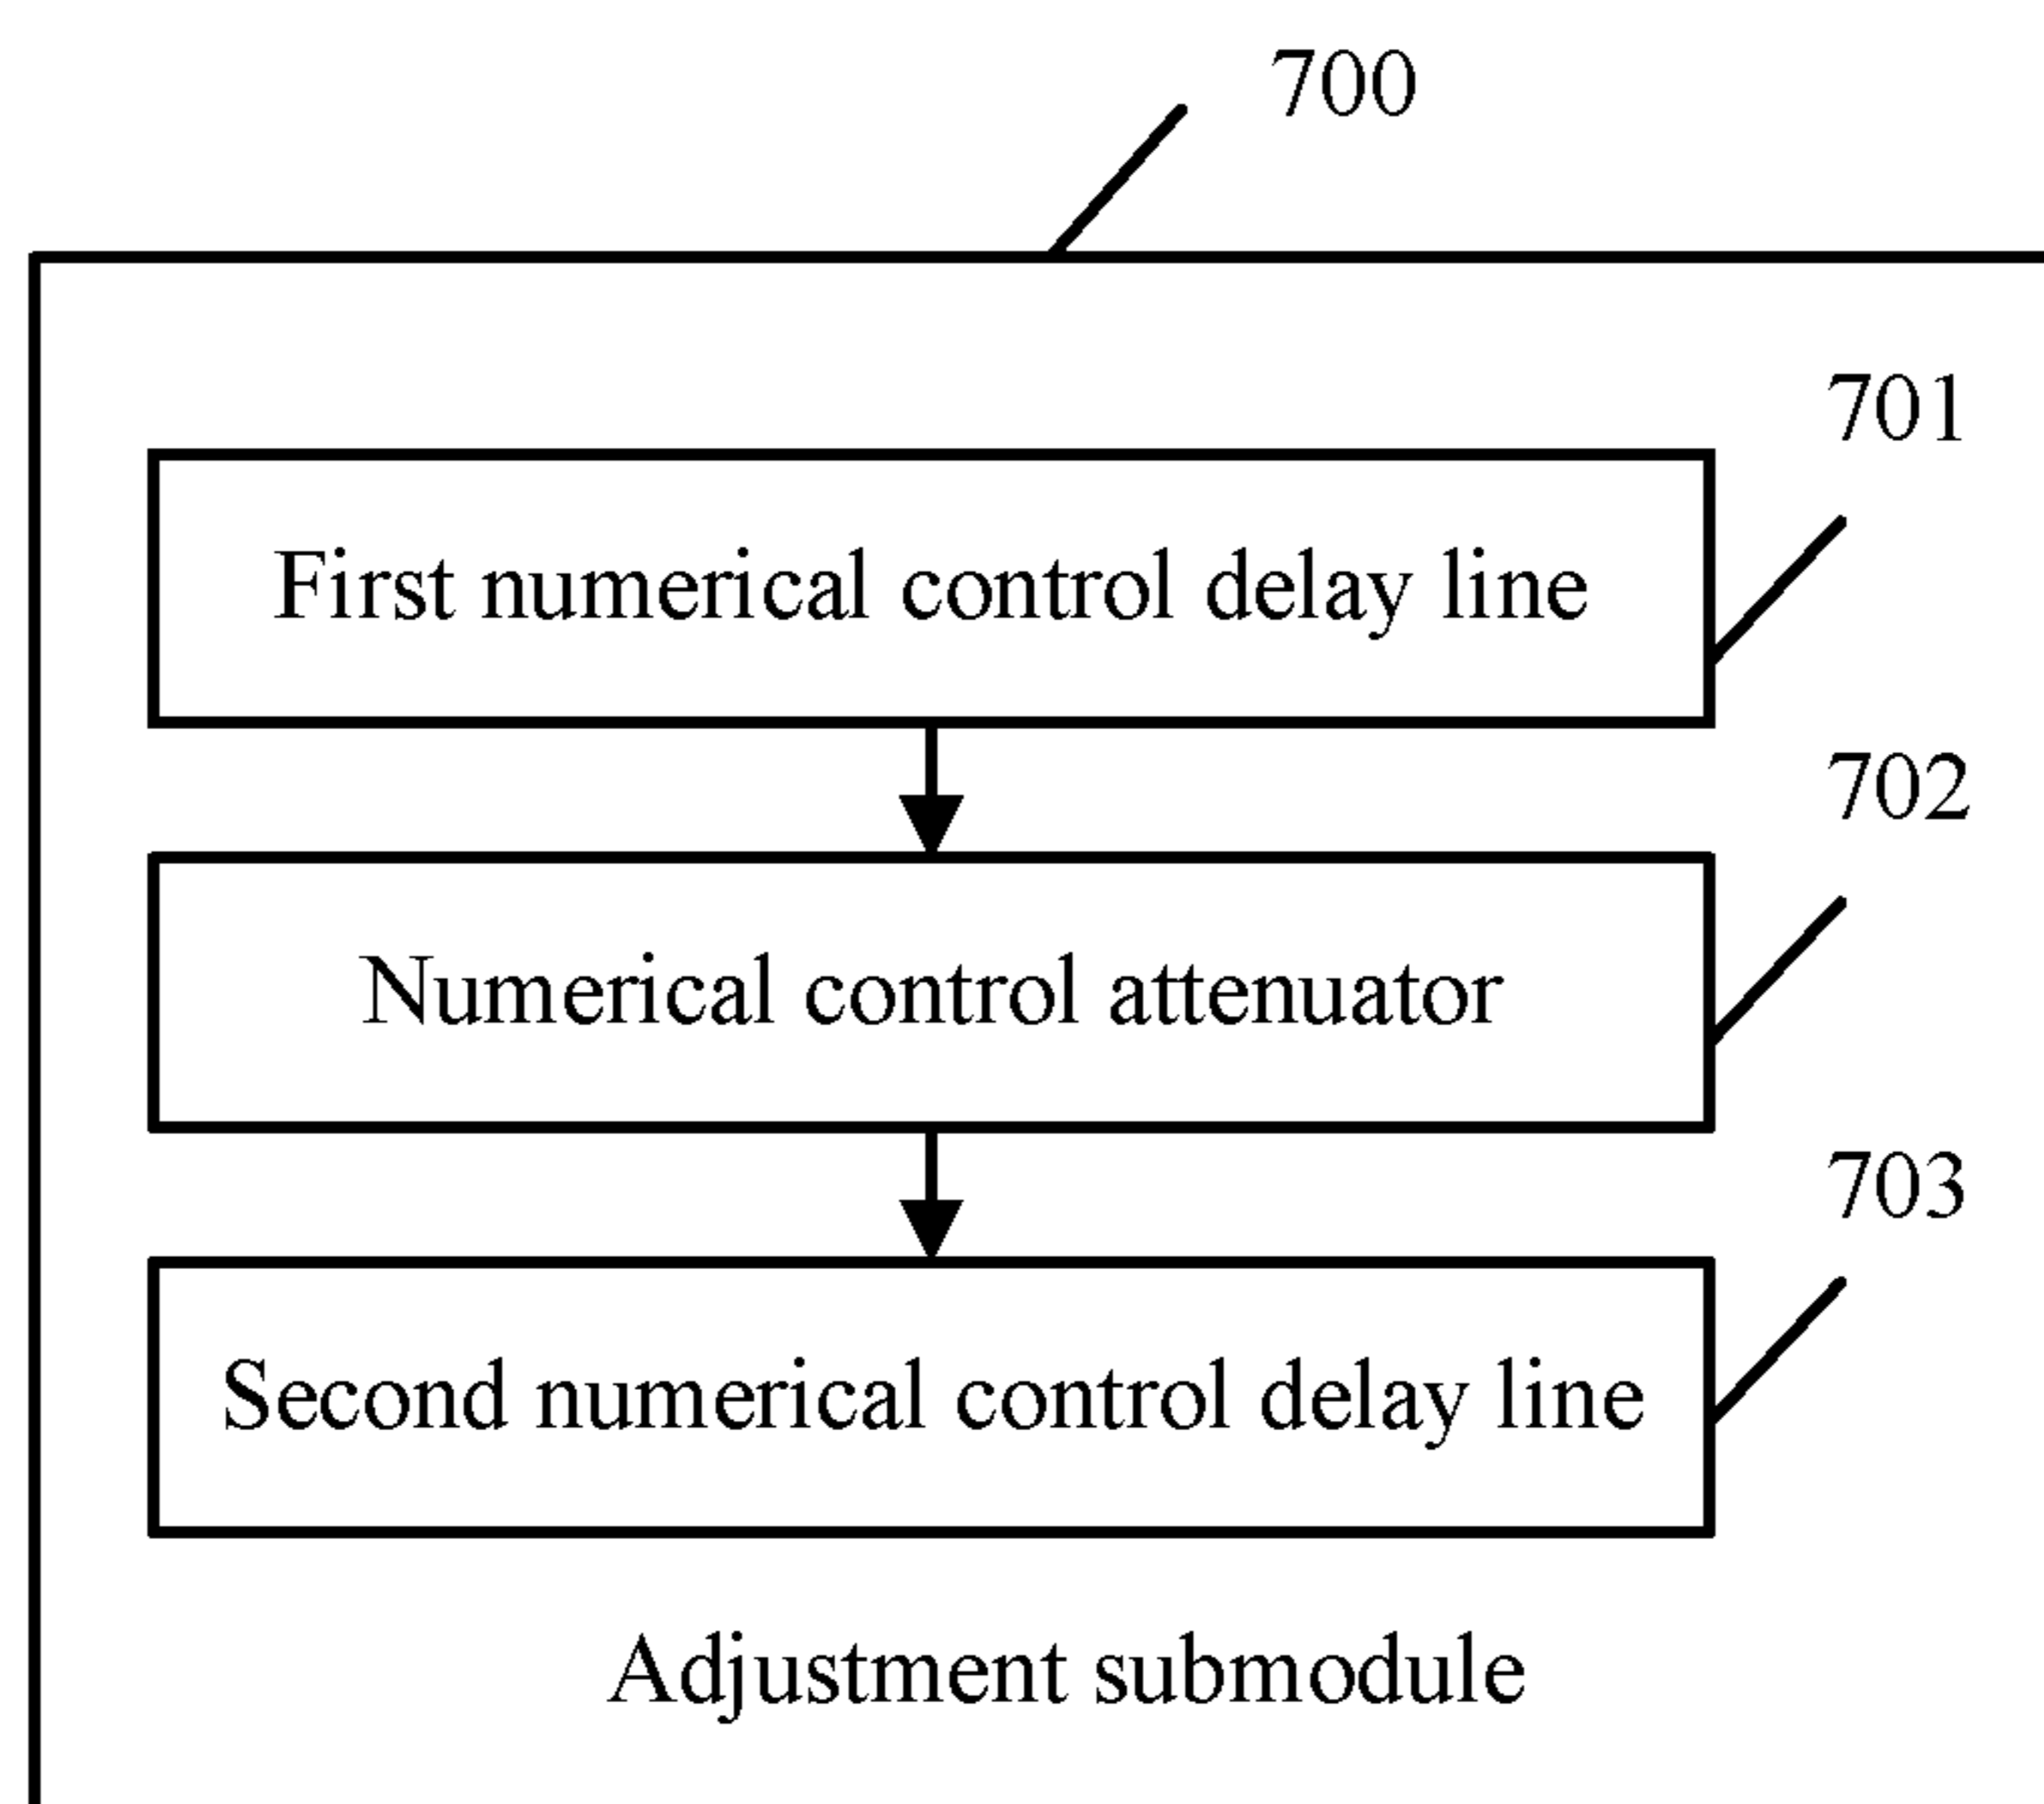 700
701
First numerical control delay line
702
Numerical control attenuator
703
Second numerical control delay line
Adjustment submodule